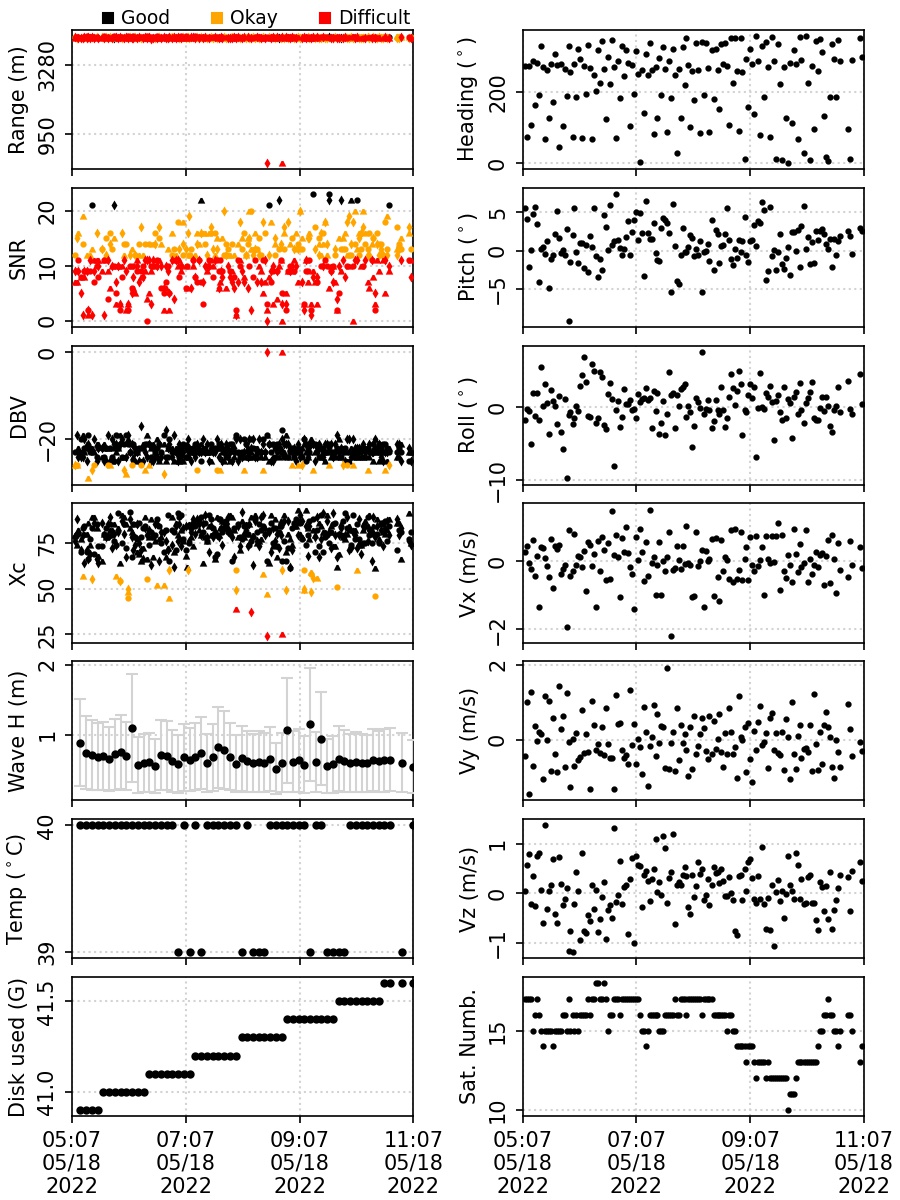 Good Okay Difficult
Range (m)
3280
950
Heading (°)
200
0
SNR
20
10
0
Pitch (°)
5
0
−5
DBV
0
−20
Roll (°)
0
−10
Xc
75
50
25
Vx (m/s)
0
−2
Wave H (m)
2
1
Vy (m/s)
2
0
Temp (°C)
40
39
Vz (m/s)
1
0
−1
Disk used (G)
41.5
41.0
Sat. Numb.
15
10
05:07 07:07 09:07 11:07
05/18 05/18 05/18 05/18
2022 2022 2022 2022
05:07 07:07 09:07 11:07
05/18 05/18 05/18 05/18
2022 2022 2022 2022